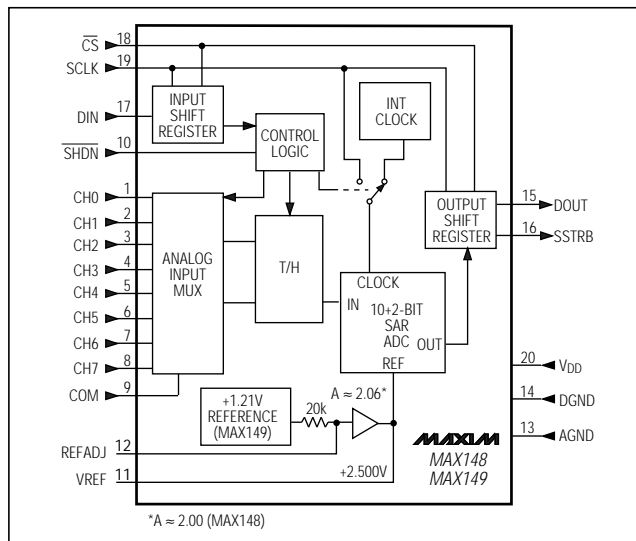 CS 18
SCLK 19
DIN 17
SHDN 10
CH0 1
CH1 2
CH2 3
CH3 4
CH4 5
CH5 6
CH6 7
CH7 8
COM 9
REFADJ 12
VREF 11
INPUT
SHIFT
REGISTER
CONTROL
LOGIC
INT
CLOCK
OUTPUT
SHIFT
REGISTER
15 DOUT
16 SSTRB
ANALOG
INPUT
MUX
T/H
CLOCK
IN
10+2-BIT
SAR
ADC
OUT
REF
+1.21V
REFERENCE
(MAX149)
20k
A ≈ 2.06*
+2.500V
20 VDD
14 DGND
13 AGND
MAXIM
MAX148
MAX149
*A ≈ 2.00 (MAX148)